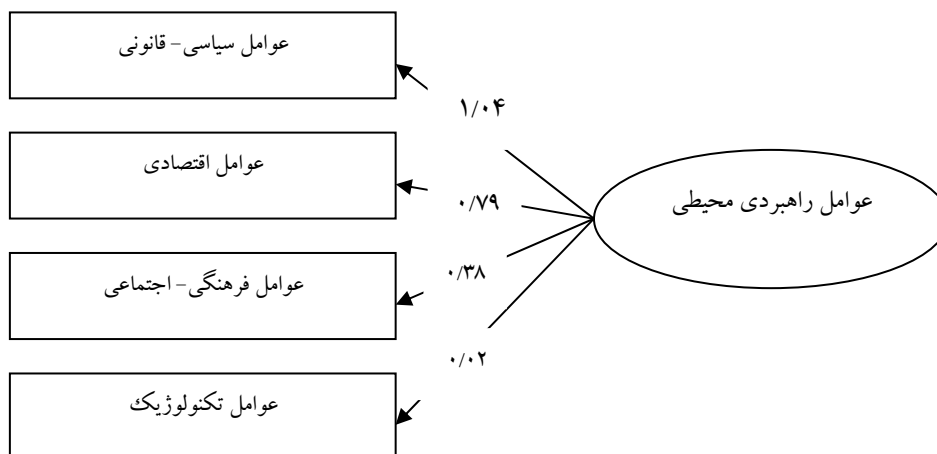 عوامل سیاسی– قانونی
۱/۰۴
عوامل اقتصادی
۰/۷۹
عوامل راهبردی محیطی
عوامل فرهنگی– اجتماعی
۰/۳۸
۰/۰۲
عوامل تکنولوژیک